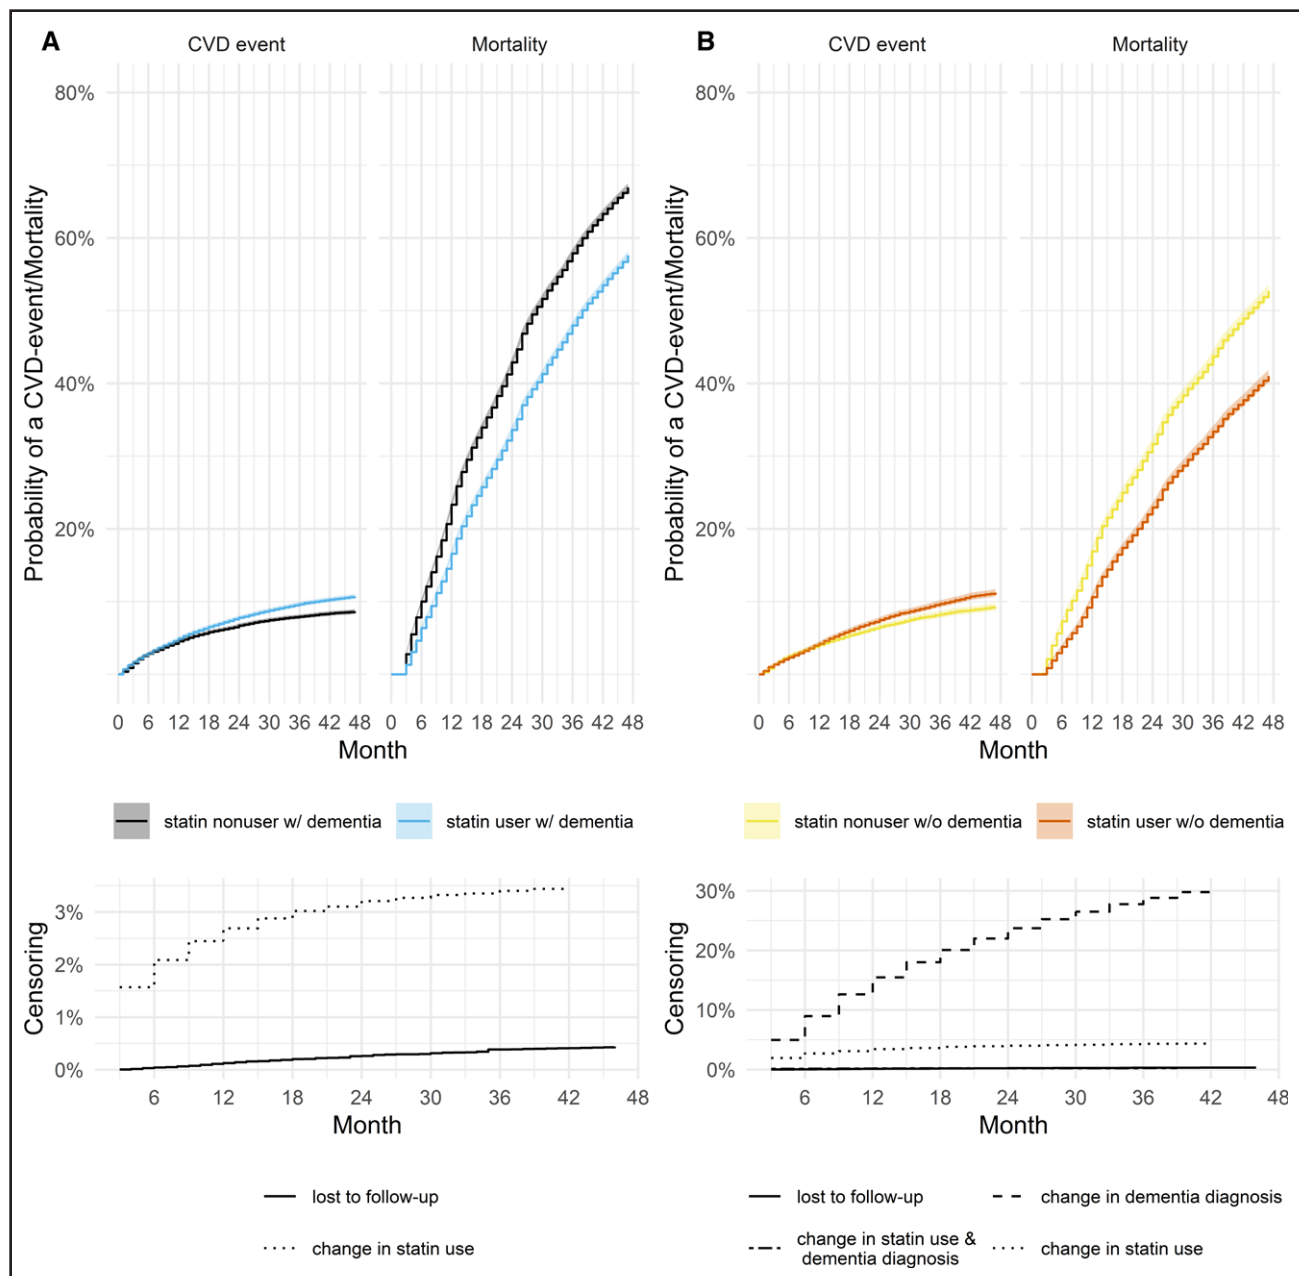 A
CVD event
Mortality
Probability of a CVD-event/Mortality
80%
60%
40%
20%
0 6 12 18 24 30 36 42 48
0 6 12 18 24 30 36 42 48
Month
statin nonuser w/ dementia
statin user w/ dementia
Censoring
3%
2%
1%
0%
6 12 18 24 30 36 42 48
Month
lost to follow-up
change in statin use
B
CVD event
Mortality
Probability of a CVD-event/Mortality
80%
60%
40%
20%
0 6 12 18 24 30 36 42 48
0 6 12 18 24 30 36 42 48
Month
statin nonuser w/o dementia
statin user w/o dementia
Censoring
30%
20%
10%
0%
6 12 18 24 30 36 42 48
Month
lost to follow-up
change in dementia diagnosis
change in statin use &
dementia diagnosis
change in statin use